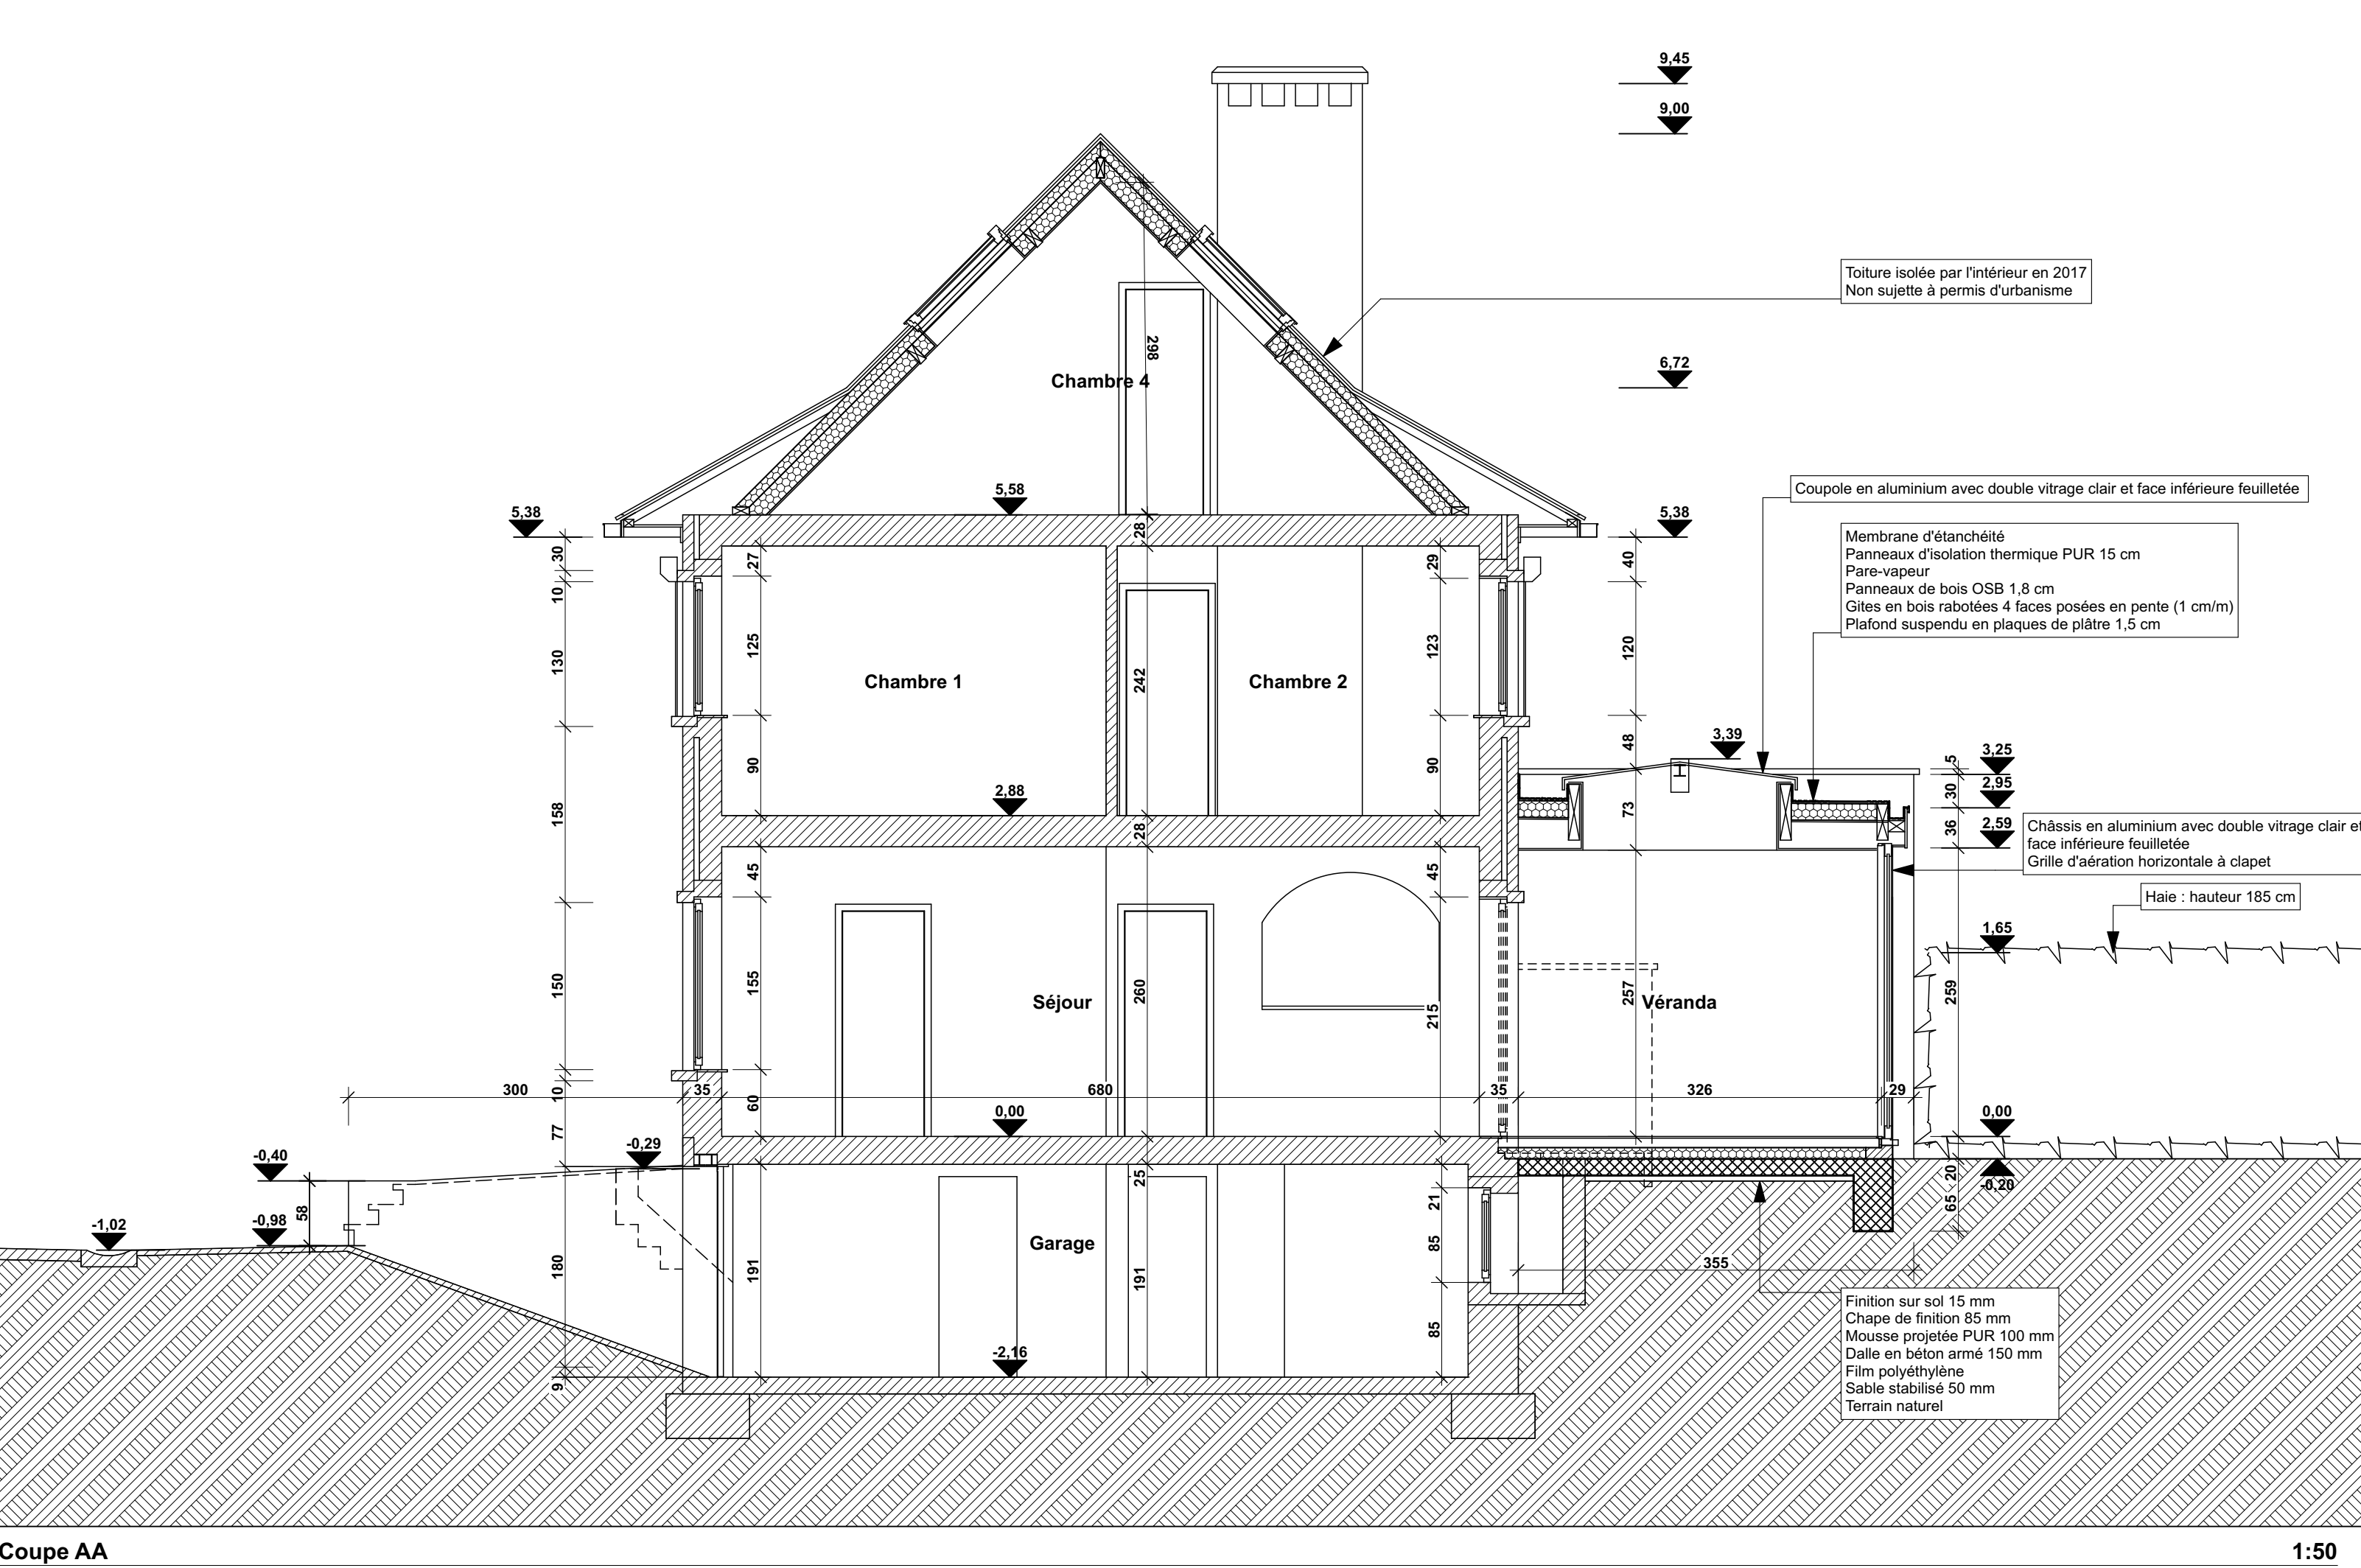 9,45
9,00
Toiture isolée par l'intérieur en 2017
Non sujette à permis d'urbanisme
298
6,72
Chambre 4
Coupole en aluminium avec double vitrage clair et face inférieure feuilletée
5,58
5,38
5,38
Membrane d'étanchéité
Panneaux d'isolation thermique PUR 15 cm
Pare-vapeur
Panneaux de bois OSB 1,8 cm
Gites en bois rabotées 4 faces posées en pente (1 cm/m)
Plafond suspendu en plaques de plâtre 1,5 cm
30
27
28
29
40
10
130
125
242
123
120
Chambre 1
Chambre 2
48
3,39
3,25
5
90
90
2,88
30
2,95
158
28
73
36
2,59
Châssis en aluminium avec double vitrage clair et
face inférieure feuilletée
Grille d'aération horizontale à clapet
45
45
Haie : hauteur 185 cm
1,65
150
155
260
215
257
259
Séjour
Véranda
300
10
35
680
35
326
29
60
0,00
0,00
77
-0,29
-0,40
25
20
-0,20
58
21
65
-1,02
-0,98
Garage
180
191
191
85
355
85
-2,16
9
Finition sur sol 15 mm
Chape de finition 85 mm
Mousse projetée PUR 100 mm
Dalle en béton armé 150 mm
Film polyéthylène
Sable stabilisé 50 mm
Terrain naturel
Coupe AA
1:50